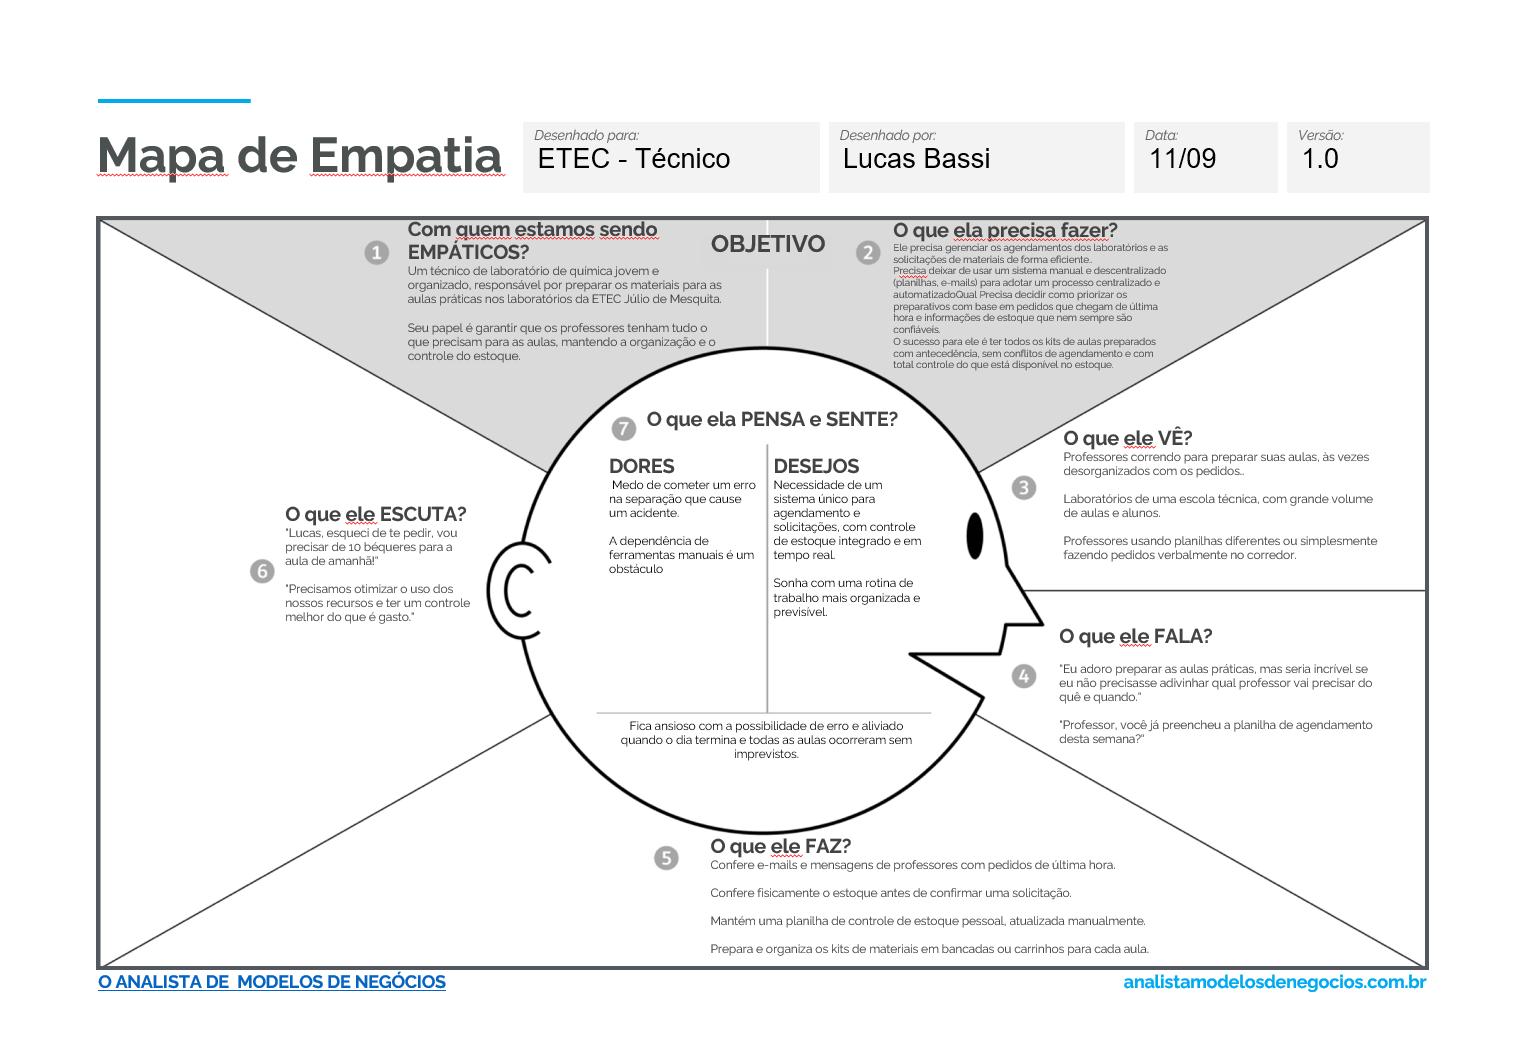 Mapa de Empatia
Desenhado para:
ETEC - Técnico
Desenhado por:
Lucas Bassi
Data:
11/09
Versão:
1.0
1
Com quem estamos sendo
EMPÁTICOS?
Um técnico de laboratório de química jovem e
organizado, responsável por preparar os materiais para as
aulas práticas nos laboratórios da ETEC Júlio de Mesquita.
Seu papel é garantir que os professores tenham tudo o
que precisam para as aulas, mantendo a organização e o
controle do estoque.
OBJETIVO
2
O que ela precisa fazer?
Ele precisa gerenciar os agendamentos dos laboratórios e as
solicitações de materiais de forma eficiente..
Precisa deixar de usar um sistema manual e descentralizado
(planilhas, e-mails) para adotar um processo centralizado e
automatizadoQual Precisa decidir como priorizar os
preparativos com base em pedidos que chegam de última
hora e informações de estoque que nem sempre são
confiáveis.
O sucesso para ele é ter todos os kits de aulas preparados
com antecedência, sem conflitos de agendamento e com
total controle do que está disponível no estoque.
7
O que ela PENSA e SENTE?
DORES
Medo de cometer um erro
na separação que cause
um acidente.
A dependência de
ferramentas manuais é um
obstáculo
DESEJOS
Necessidade de um
sistema único para
agendamento e
solicitações, com controle
de estoque integrado e em
tempo real.
Sonha com uma rotina de
trabalho mais organizada e
previsível.
Fica ansioso com a possibilidade de erro e aliviado
quando o dia termina e todas as aulas ocorreram sem
imprevistos.
3
O que ele VÊ?
Professores correndo para preparar suas aulas, às vezes
desorganizados com os pedidos..
Laboratórios de uma escola técnica, com grande volume
de aulas e alunos.
Professores usando planilhas diferentes ou simplesmente
fazendo pedidos verbalmente no corredor.
4
O que ele FALA?
"Eu adoro preparar as aulas práticas, mas seria incrível se
eu não precisasse adivinhar qual professor vai precisar do
quê e quando."
"Professor, você já preencheu a planilha de agendamento
desta semana?"
6
O que ele ESCUTA?
"Lucas, esqueci de te pedir, vou
precisar de 10 béqueres para a
aula de amanhã!"
"Precisamos otimizar o uso dos
nossos recursos e ter um controle
melhor do que é gasto."
5
O que ele FAZ?
Confere e-mails e mensagens de professores com pedidos de última hora.
Confere fisicamente o estoque antes de confirmar uma solicitação.
Mantém uma planilha de controle de estoque pessoal, atualizada manualmente.
Prepara e organiza os kits de materiais em bancadas ou carrinhos para cada aula.
O ANALISTA DE  MODELOS DE NEGÓCIOS
analistamodelosdenegocios.com.br